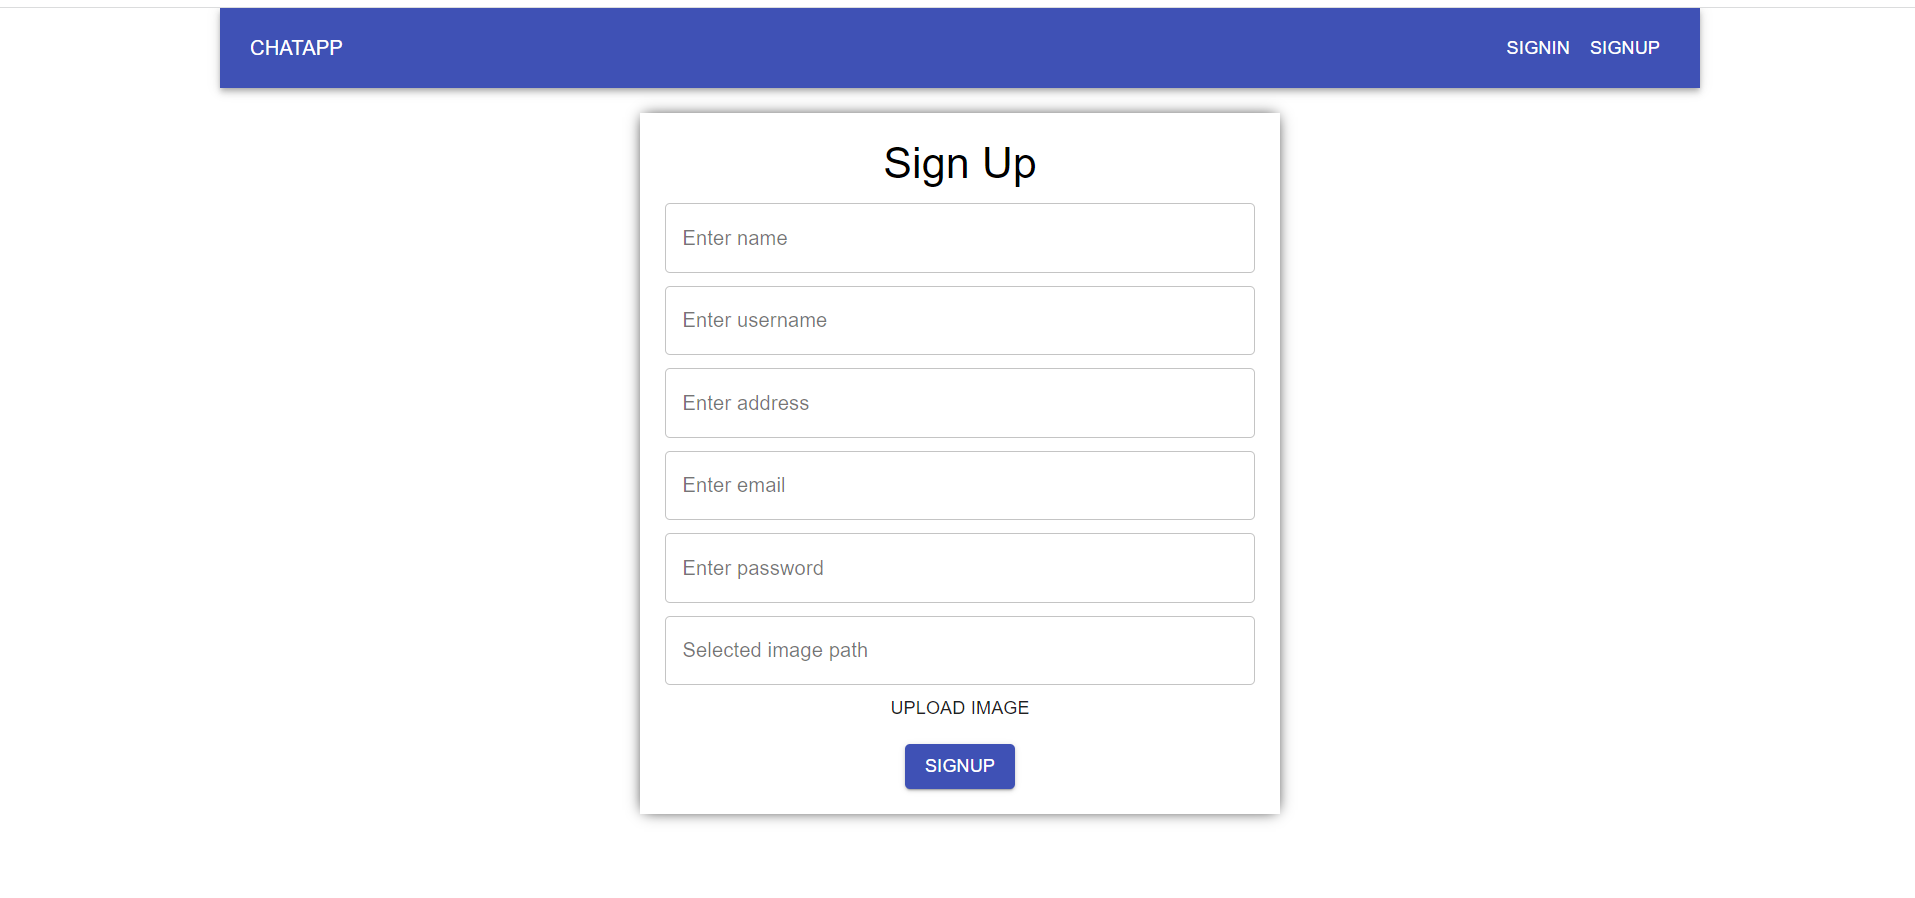 CHATAPP SIGNIN SIGNUP
Sign Up
Enter name
Enter username
Enter address
Enter email
Enter password
Selected image path
UPLOAD IMAGE
SIGNUP